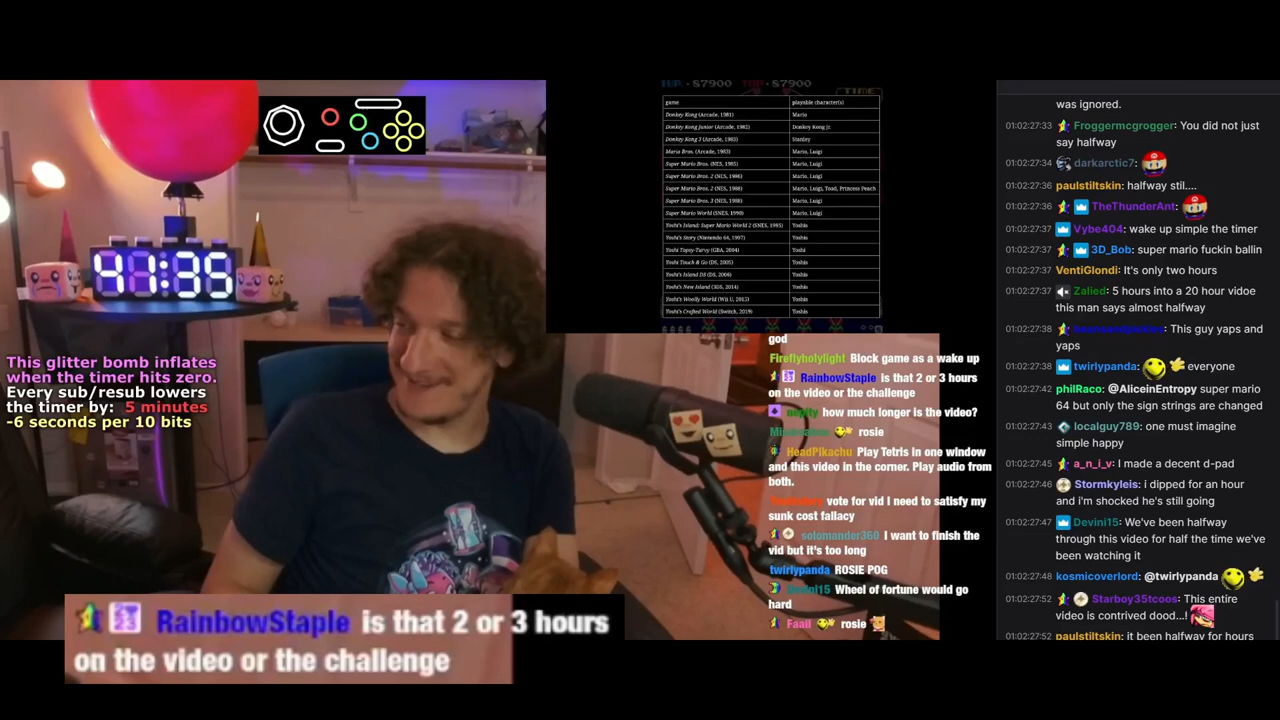 1UP · 87900 TOP · 87900
TIME
game playable character(s)
Donkey Kong (Arcade, 1981) Mario
Donkey Kong Junior (Arcade, 1982) Donkey Kong Jr.
Donkey Kong 3 (Arcade, 1983) Stanley
Mario Bros. (Arcade, 1983) Mario, Luigi
Super Mario Bros. (NES, 1985) Mario, Luigi
Super Mario Bros. 2 (NES, 1986) Mario, Luigi
Super Mario Bros. 2 (NES, 1988) Mario, Luigi, Toad, Princess Peach
Super Mario Bros. 3 (NES, 1988) Mario, Luigi
Super Mario World (SNES, 1990) Mario, Luigi
Yoshi's Island: Super Mario World 2 (SNES, 1995) Yoshis
Yoshi's Story (Nintendo 64, 1997) Yoshis
Yoshi Topsy-Turvy (GBA, 2004) Yoshi
Yoshi Touch & Go (DS, 2005) Yoshis
Yoshi's Island DS (DS, 2006) Yoshis
Yoshi's New Island (3DS, 2014) Yoshis
Yoshi's Woolly World (Wii U, 2015) Yoshis
Yoshi's Crafted World (Switch, 2019) Yoshis
41:35
This glitter bomb inflates
when the timer hits zero.
Every sub/resub lowers
the timer by: 5 minutes
-6 seconds per 10 bits
god
Fireflyholylight Block game as a wake up
RainbowStaple is that 2 or 3 hours
on the video or the challenge
how much longer is the video?
rosie
HeadPikachu Play Tetris in one window
and this video in the corner. Play audio from
both.
vote for vid I need to satisfy my
sunk cost fallacy
solomander360 I want to finish the
vid but it's too long
twirlypanda ROSIE POG
Devini15 Wheel of fortune would go
hard
Faall rosie
RainbowStaple is that 2 or 3 hours
on the video or the challenge
was ignored.
01:02:27:33 Froggermcgrogger: You did not just
say halfway
01:02:27:34 darkarctic7:
01:02:27:36 paulstiltskin: halfway stil....
01:02:27:36 TheThunderAnt:
01:02:27:37 Vybe404: wake up simple trainer
01:02:27:37 3D_Bob: super mario fuckin ballin
01:02:27:37 VentiGlondi: it's only two hours
01:02:27:37 Zalied: 5 hours into a 20 hour vidoe
this man says almost halfway
01:02:27:38 This guy yaps and
yaps
01:02:27:38 twirlypanda: everyone
01:02:27:42 philRaco: @AliceinEntropy super mario
64 but only the sign strings are changed
01:02:27:43 localguy789: one must imagine
simple happy
01:02:27:45 a_n_i_v: I made a decent d-pad
01:02:27:46 Stormkyleis: i dipped for an hour
and i'm shocked he's still going
01:02:27:47 Devini15: We've been halfway
through this video for half the time we've
been watching it
01:02:27:48 kosmicoverlord: @twirlypanda
01:02:27:52 Starboy35tcoos: This entire
video is contrived dood...!
01:02:27:52 paulstiltskin: it been halfway for hours